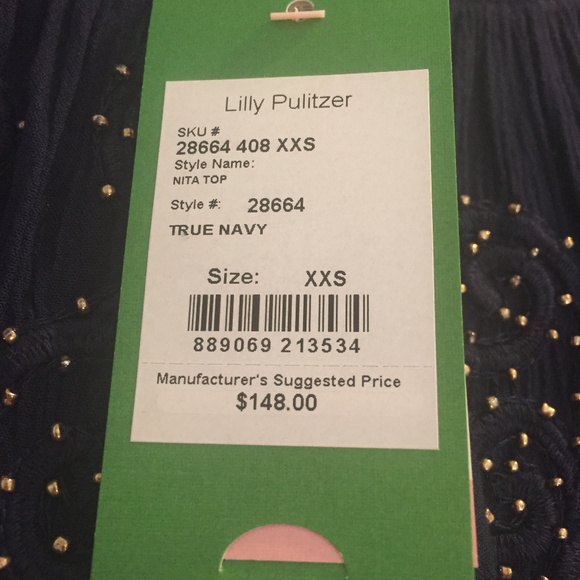 Lilly Pulitzer
SKU #
28664 408 XXS
Style Name:
NITA TOP
Style #: 28664
TRUE NAVY
Size: XXS
889069 213534
Manufacturer's Suggested Price
$148.00